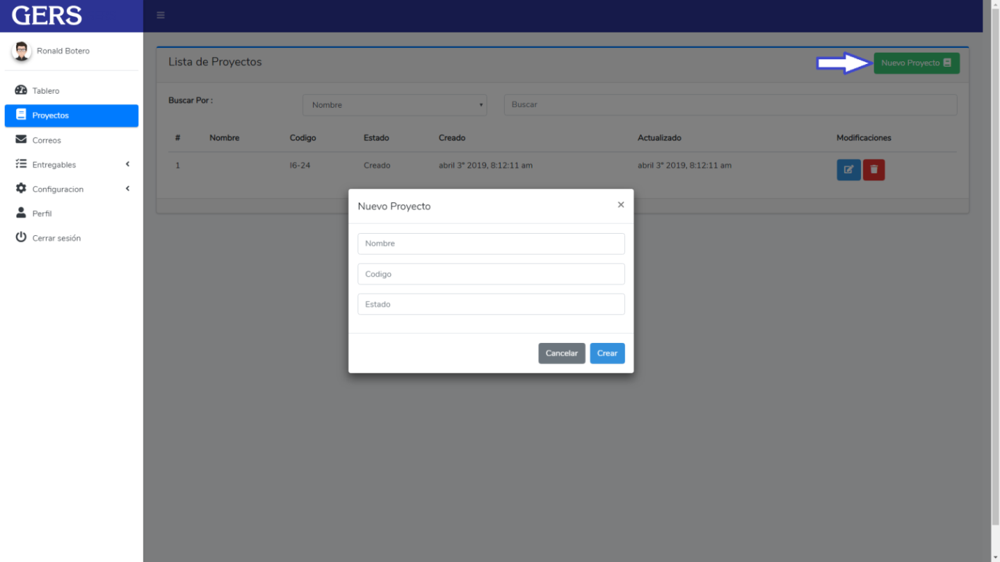 GERS
Ronald Botero
Tablero
Proyectos
Correos
Entregables
Configuracion
Perfil
Cerrar sesión
Lista de Proyectos
Nuevo Proyecto
Buscar Por :
Nombre
Buscar
# Nombre Codigo Estado Creado Actualizado Modificaciones
1 I6-24 Creado abril 3° 2019, 8:12:11 am abril 3° 2019, 8:12:11 am
Nuevo Proyecto ×
Nombre
Codigo
Estado
Cancelar Crear